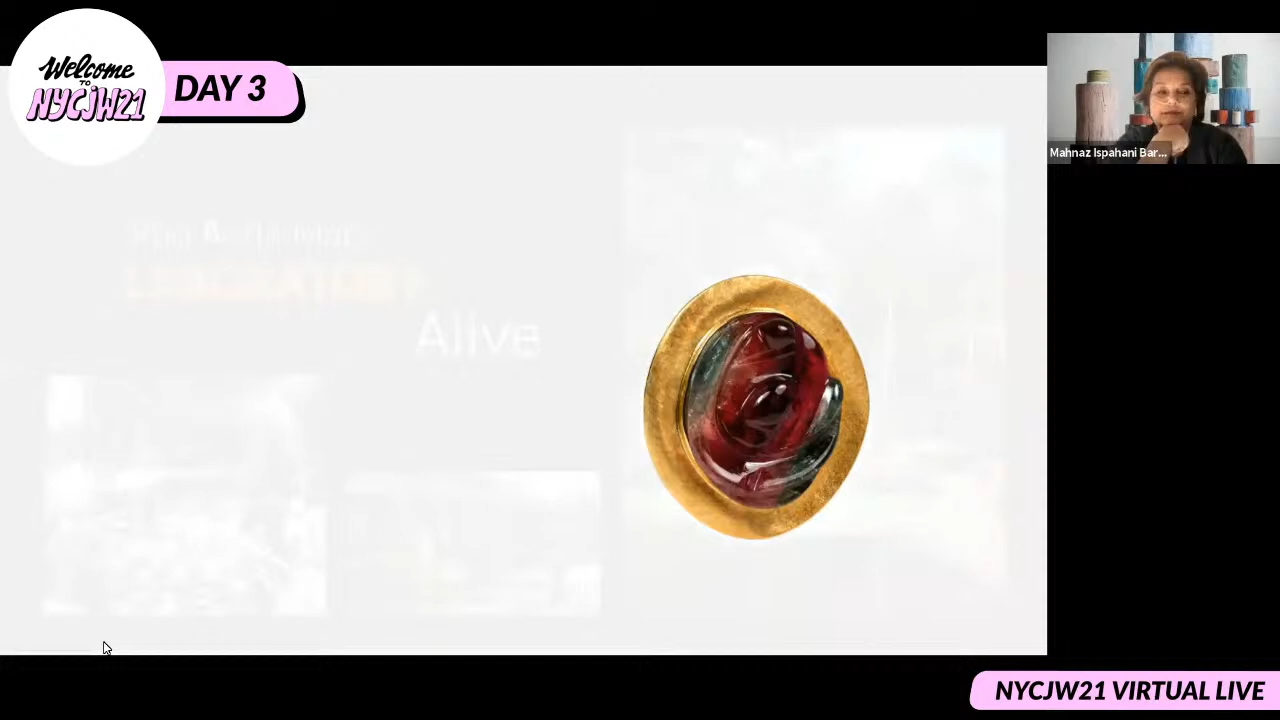 Welcome
TO
NYCJW21
DAY 3
Mahnaz Ispahani Bar...
Alive
NYCJW21 VIRTUAL LIVE